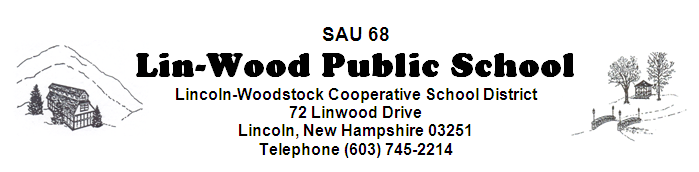 SAU 68
Lin-Wood Public School
Lincoln-Woodstock Cooperative School District
72 Linwood Drive
Lincoln, New Hampshire 03251
Telephone (603) 745-2214